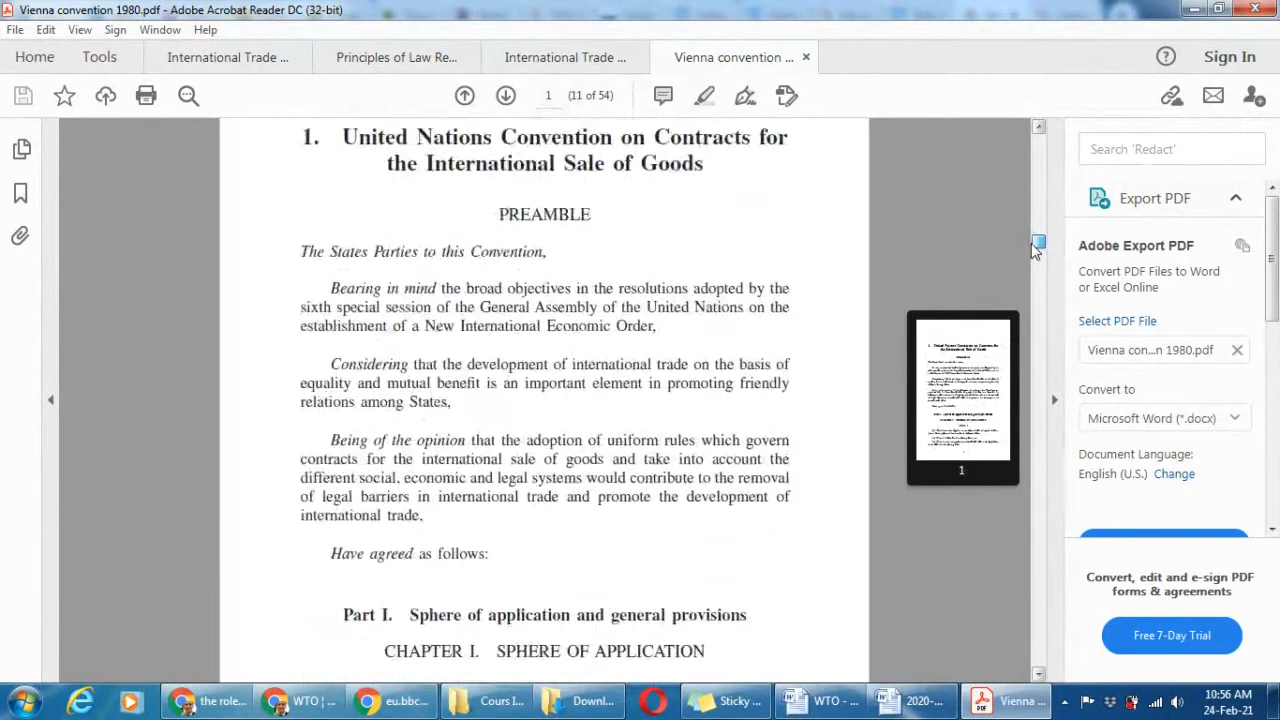 Vienna convention 1980.pdf - Adobe Acrobat Reader DC (32-bit)
File Edit View Sign Window Help
Home Tools International Trade ... Principles of Law Re... International Trade ... Vienna convention ... × Sign In
1 (11 of 54)
1. United Nations Convention on Contracts for
the International Sale of Goods
PREAMBLE
The States Parties to this Convention,
Bearing in mind the broad objectives in the resolutions adopted by the
sixth special session of the General Assembly of the United Nations on the
establishment of a New International Economic Order,
Considering that the development of international trade on the basis of
equality and mutual benefit is an important element in promoting friendly
relations among States,
Being of the opinion that the adoption of uniform rules which govern
contracts for the international sale of goods and take into account the
different social, economic and legal systems would contribute to the removal
of legal barriers in international trade and promote the development of
international trade,
Have agreed as follows:
Part I. Sphere of application and general provisions
CHAPTER I. SPHERE OF APPLICATION
1
Search 'Redact'
Export PDF
Adobe Export PDF
Convert PDF Files to Word
or Excel Online
Select PDF File
Vienna con...n 1980.pdf
Convert to
Microsoft Word (*.docx)
Document Language:
English (U.S.) Change
Convert, edit and e-sign PDF
forms & agreements
Free 7-Day Trial
the role... WTO | ... eu.bbc... Cours I... Downl... Sticky ... WTO - ... 2020-... Vienna ...
10:56 AM
24-Feb-21